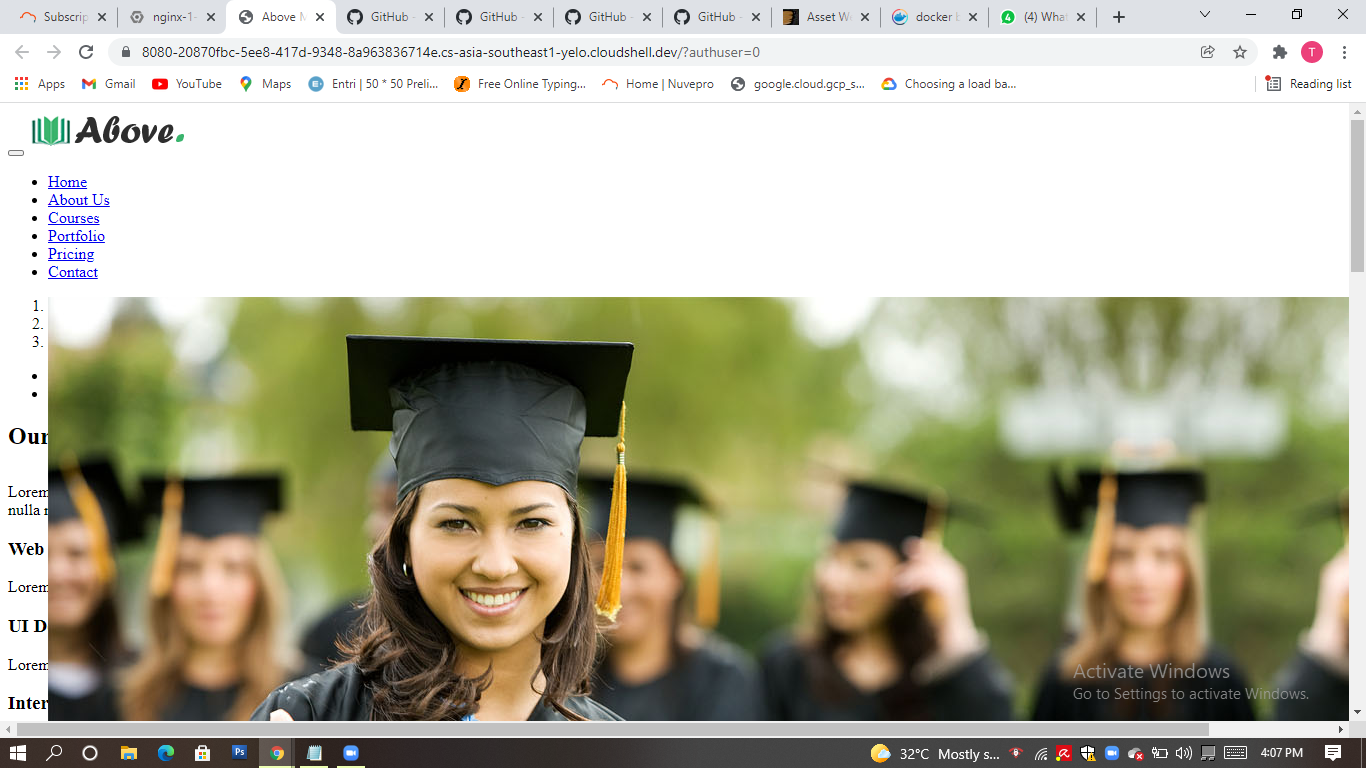 Subscrip
nginx-1-
Above M
GitHub -
GitHub -
GitHub -
GitHub -
Asset W
docker b
(4) What
8080-20870fbc-5ee8-417d-9348-8a963836714e.cs-asia-southeast1-yelo.cloudshell.dev/?authuser=0
T
Apps
Gmail
YouTube
Maps
Entri | 50 * 50 Preli...
Free Online Typing...
Home | Nuvepro
google.cloud.gcp_s...
Choosing a load ba...
Reading list
Above.
• Home
• About Us
• Courses
• Portfolio
• Pricing
• Contact
1.
2.
3.
•
•
Our
Lorem
nulla
Web
Lorem
UI D
Lorem
Inter
Activate Windows
Go to Settings to activate Windows.
Ps
32°C Mostly s...
4:07 PM